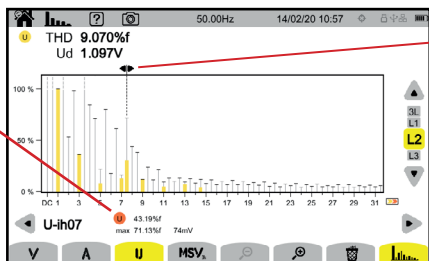 50.00Hz 14/02/20 10:57
U THD 9.070%f
Ud 1.097V
100 %
50 %
0 %
DC 1 3 5 7 9 11 13 15 17 19 21 23 25 27 29 31
3L
L1
L2
L3
U-ih07 U 43.19%f
max 71.13%f 74mV
V A U MSV